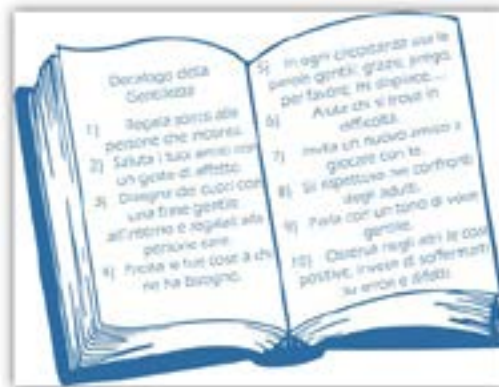 Decalogo della
Gentilezza
1) Regala sorrisi alle
persone che incontri.
2) Saluta i tuoi amici con
un gesto di affetto.
3) Disegna dei cuori con
una frase gentile
all'interno e regalali alle
persone care.
4) Presta le tue cose a chi
ne ha bisogno.
5) In ogni circostanza usa le
parole gentili: grazie, prego,
per favore, mi dispiace...
6) Aiuta chi si trova in
difficoltà.
7) Invita un nuovo amico a
giocare con te.
8) Sii rispettoso nei confronti
degli adulti.
9) Parla con un tono di voce
gentile.
10) Osserva negli altri le cose
positive, invece di soffermarti
su errori e difetti.